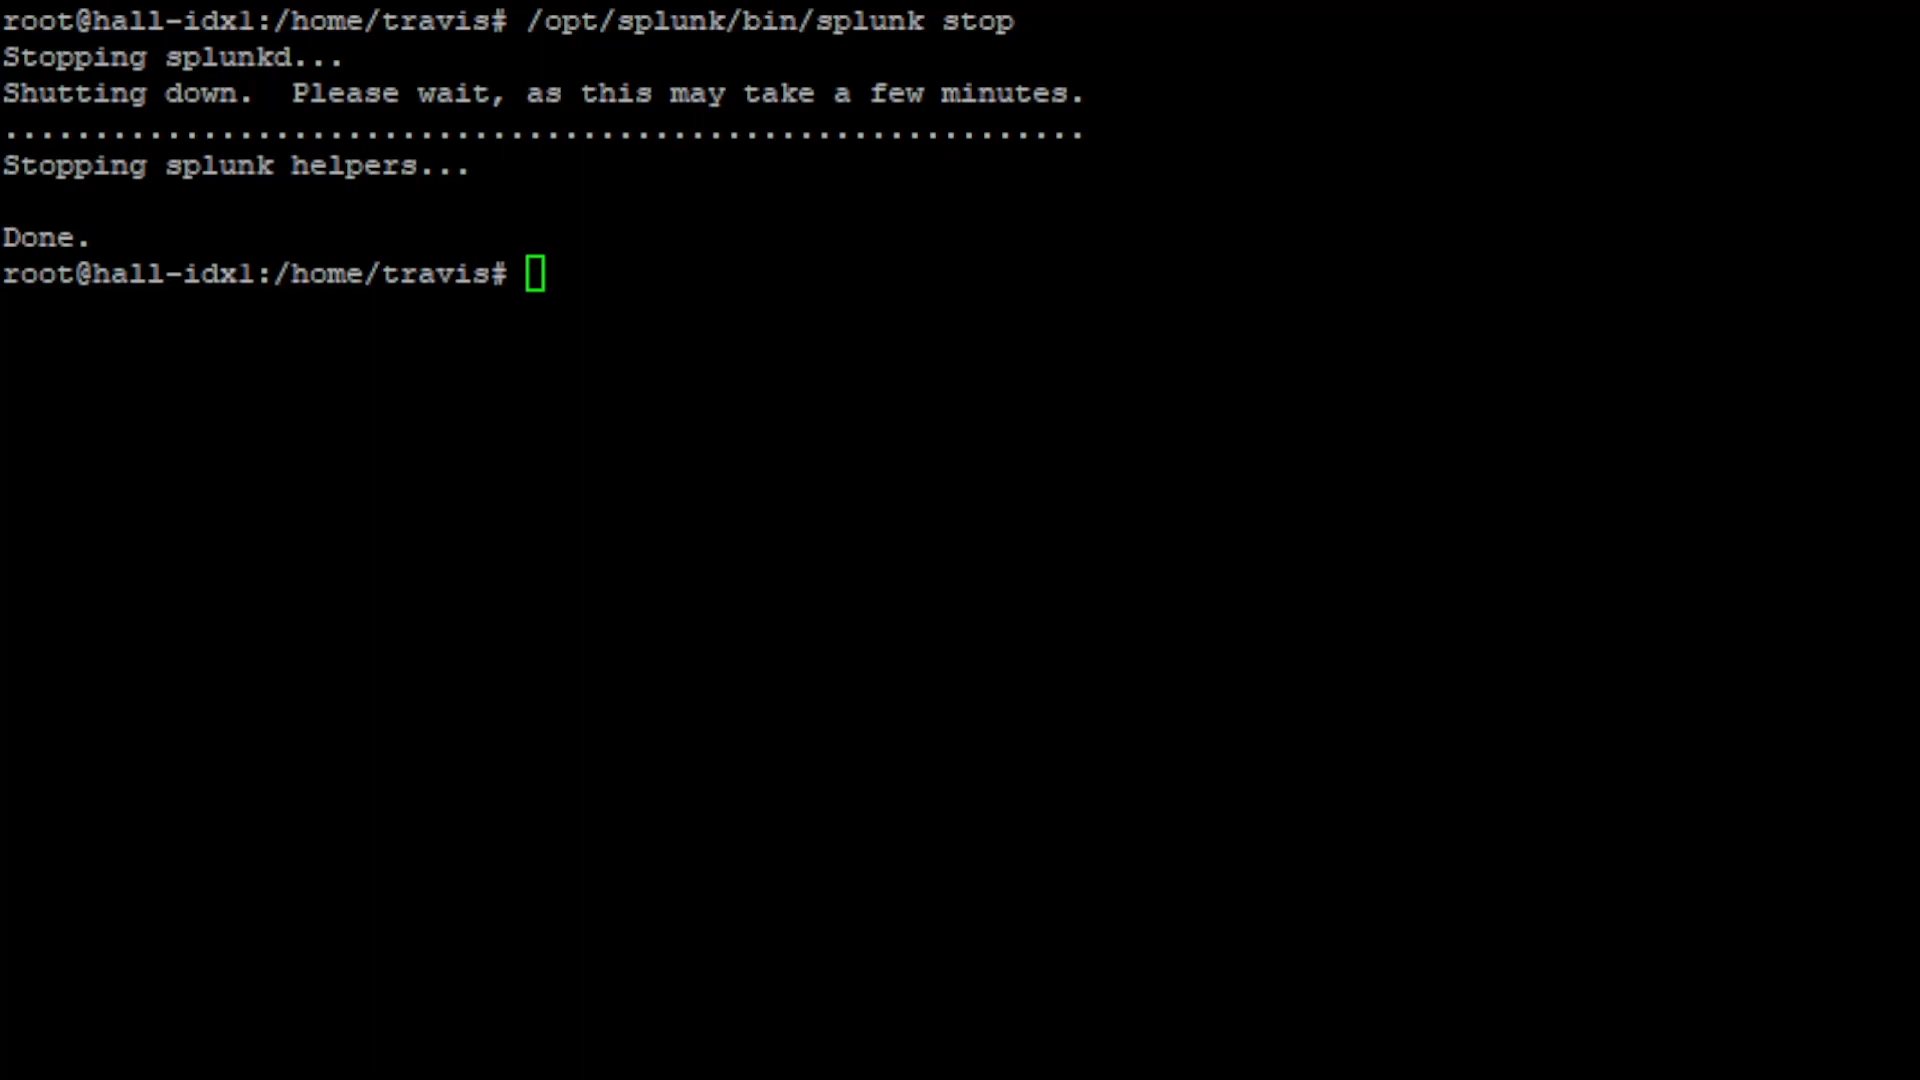 root@hall-idx1:/home/travis# /opt/splunk/bin/splunk stop
Stopping splunkd...
Shutting down.  Please wait, as this may take a few minutes.
............................................................
Stopping splunk helpers...

Done.
root@hall-idx1:/home/travis#